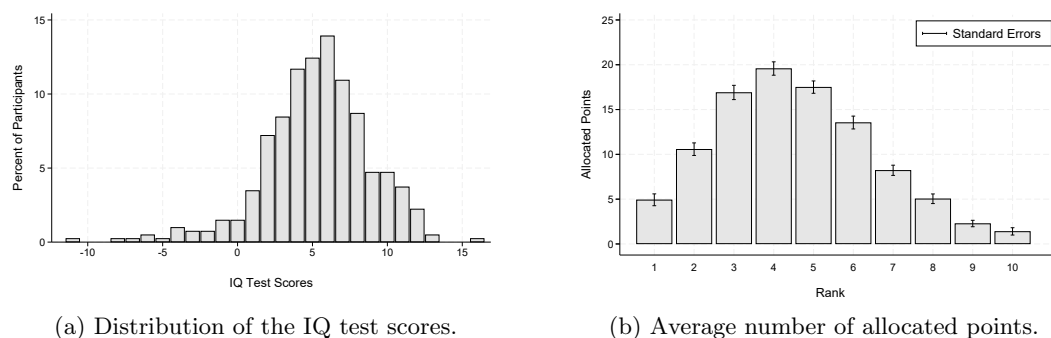 15
10
5
0
Percent of Participants
-10 -5 0 5 10 15
IQ Test Scores
(a) Distribution of the IQ test scores.
Standard Errors
25
20
15
10
5
0
Allocated Points
1 2 3 4 5 6 7 8 9 10
Rank
(b) Average number of allocated points.